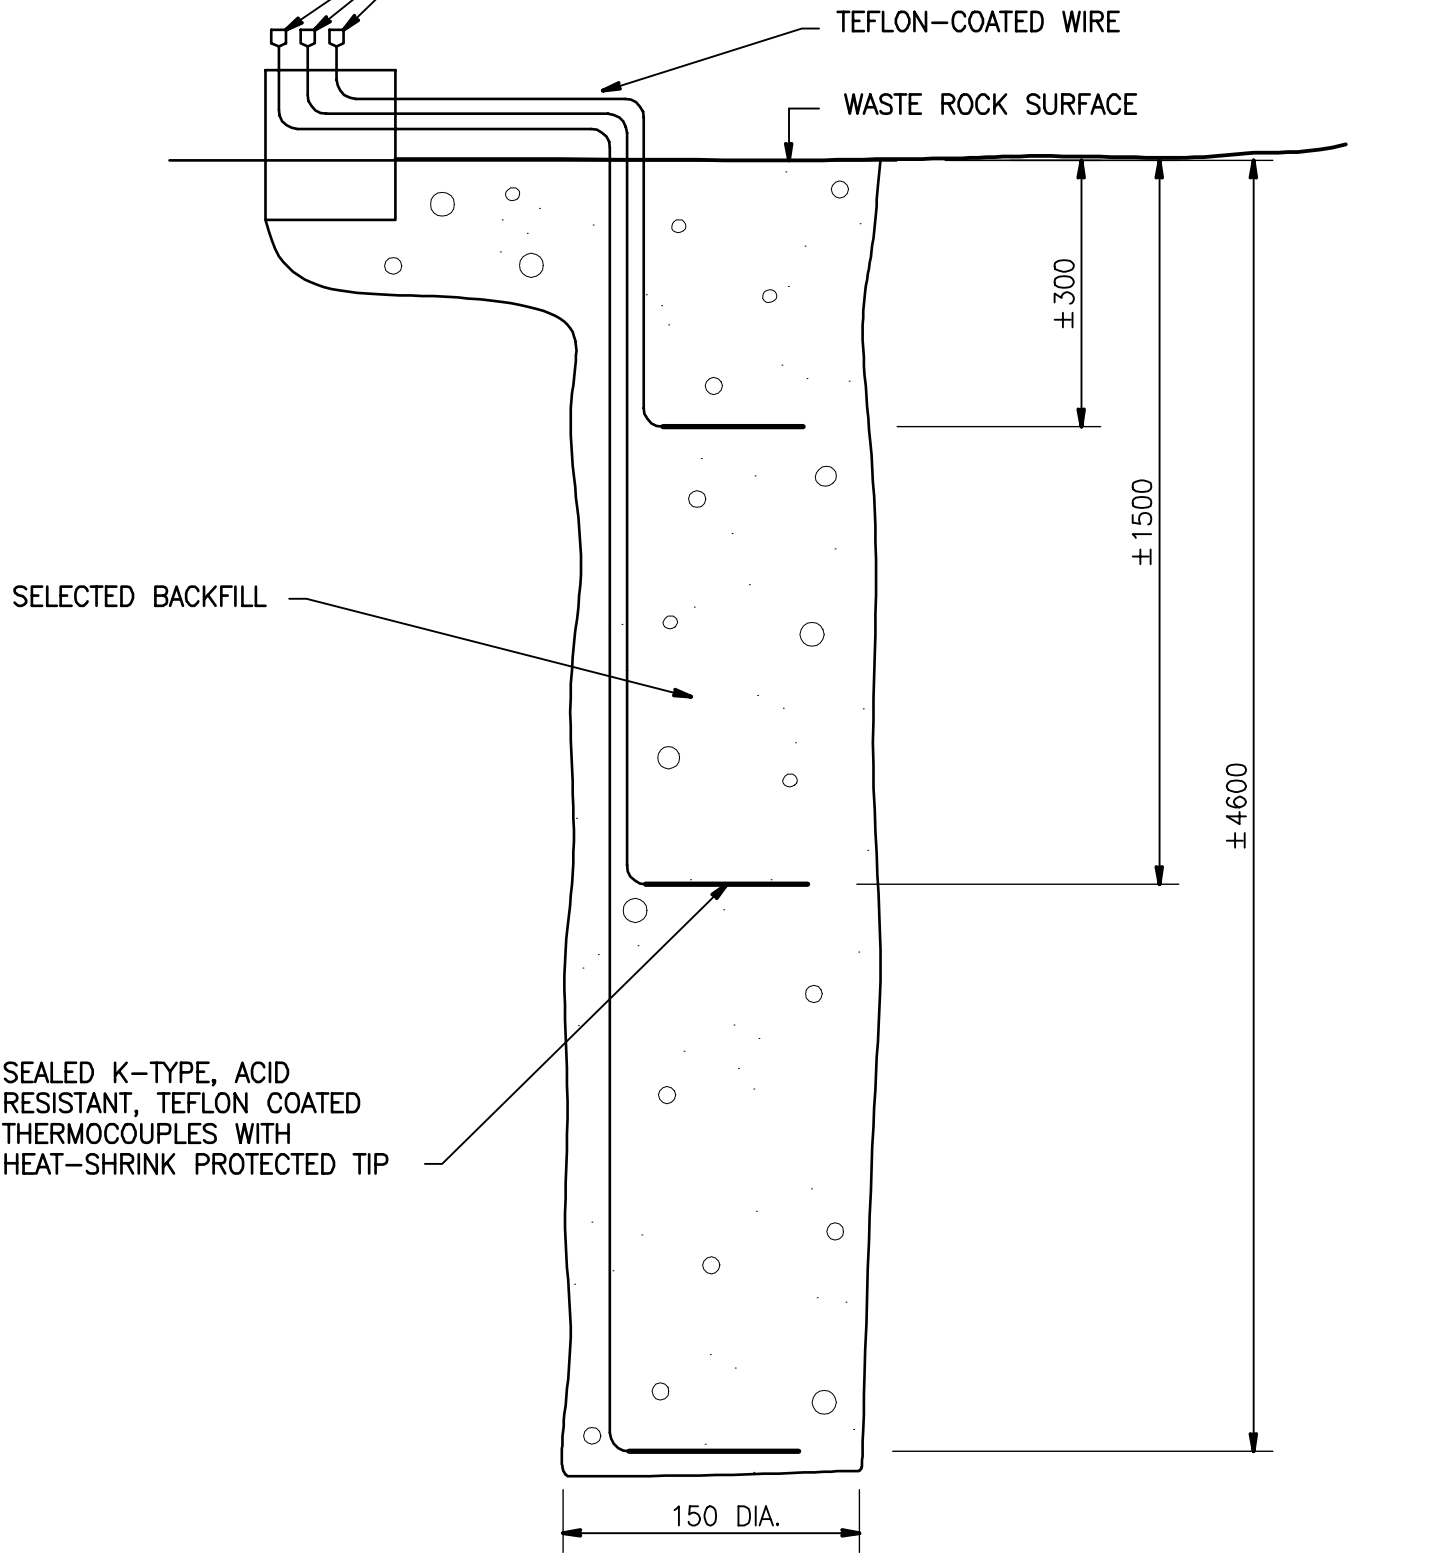 TEFLON-COATED WIRE
WASTE ROCK SURFACE
±300
±1500
SELECTED BACKFILL
±4600
SEALED K-TYPE, ACID
RESISTANT, TEFLON COATED
THERMOCOUPLES WITH
HEAT-SHRINK PROTECTED TIP
150 DIA.